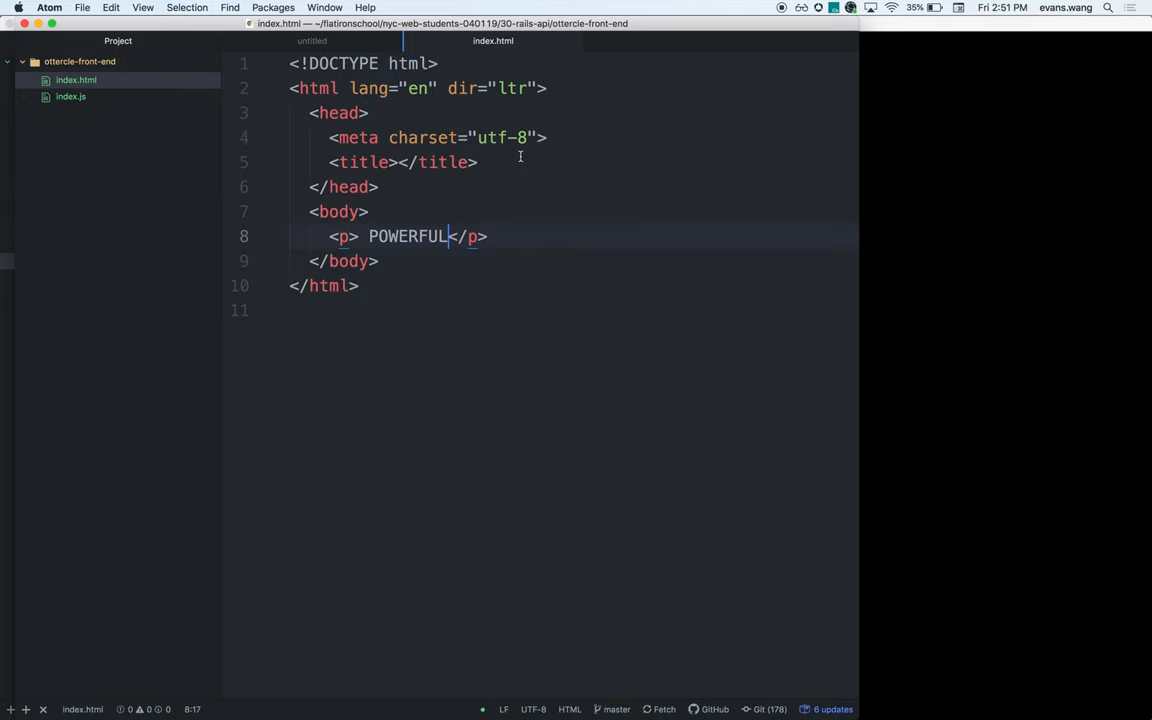 Atom File Edit View Selection Find Packages Window Help 35% Fri 2:51 PM evans.wang
index.html — ~/flatironschool/nyc-web-students-040119/30-rails-api/ottercle-front-end
Project untitled index.html
ottercle-front-end
index.html
index.js
1 <!DOCTYPE html>
2 <html lang="en" dir="ltr">
3 <head>
4 <meta charset="utf-8">
5 <title></title>
6 </head>
7 <body>
8 <p> POWERFUL</p>
9 </body>
10 </html>
11
index.html 0 0 0 8:17 LF UTF-8 HTML master Fetch GitHub Git (178) 6 updates